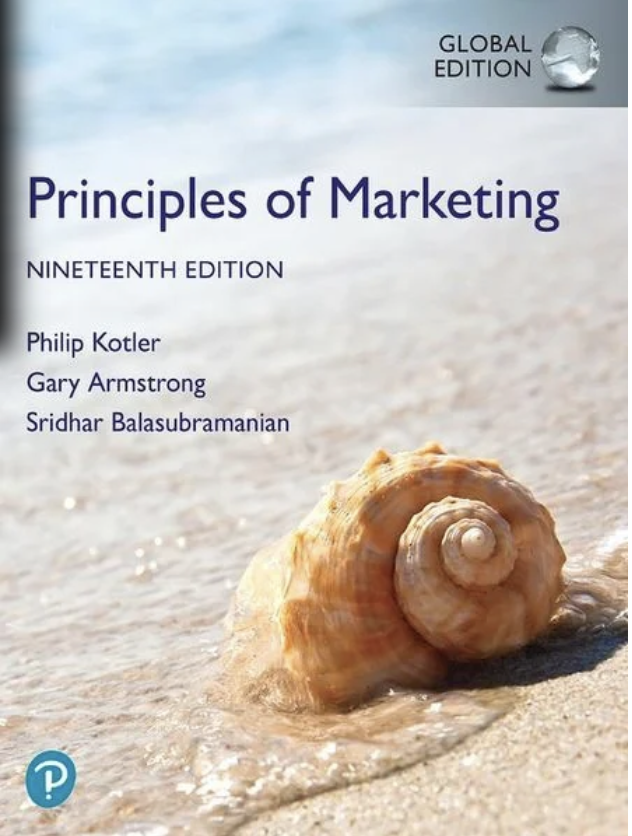 GLOBAL
EDITION
Principles of Marketing
NINETEENTH EDITION
Philip Kotler
Gary Armstrong
Sridhar Balasubramanian
P